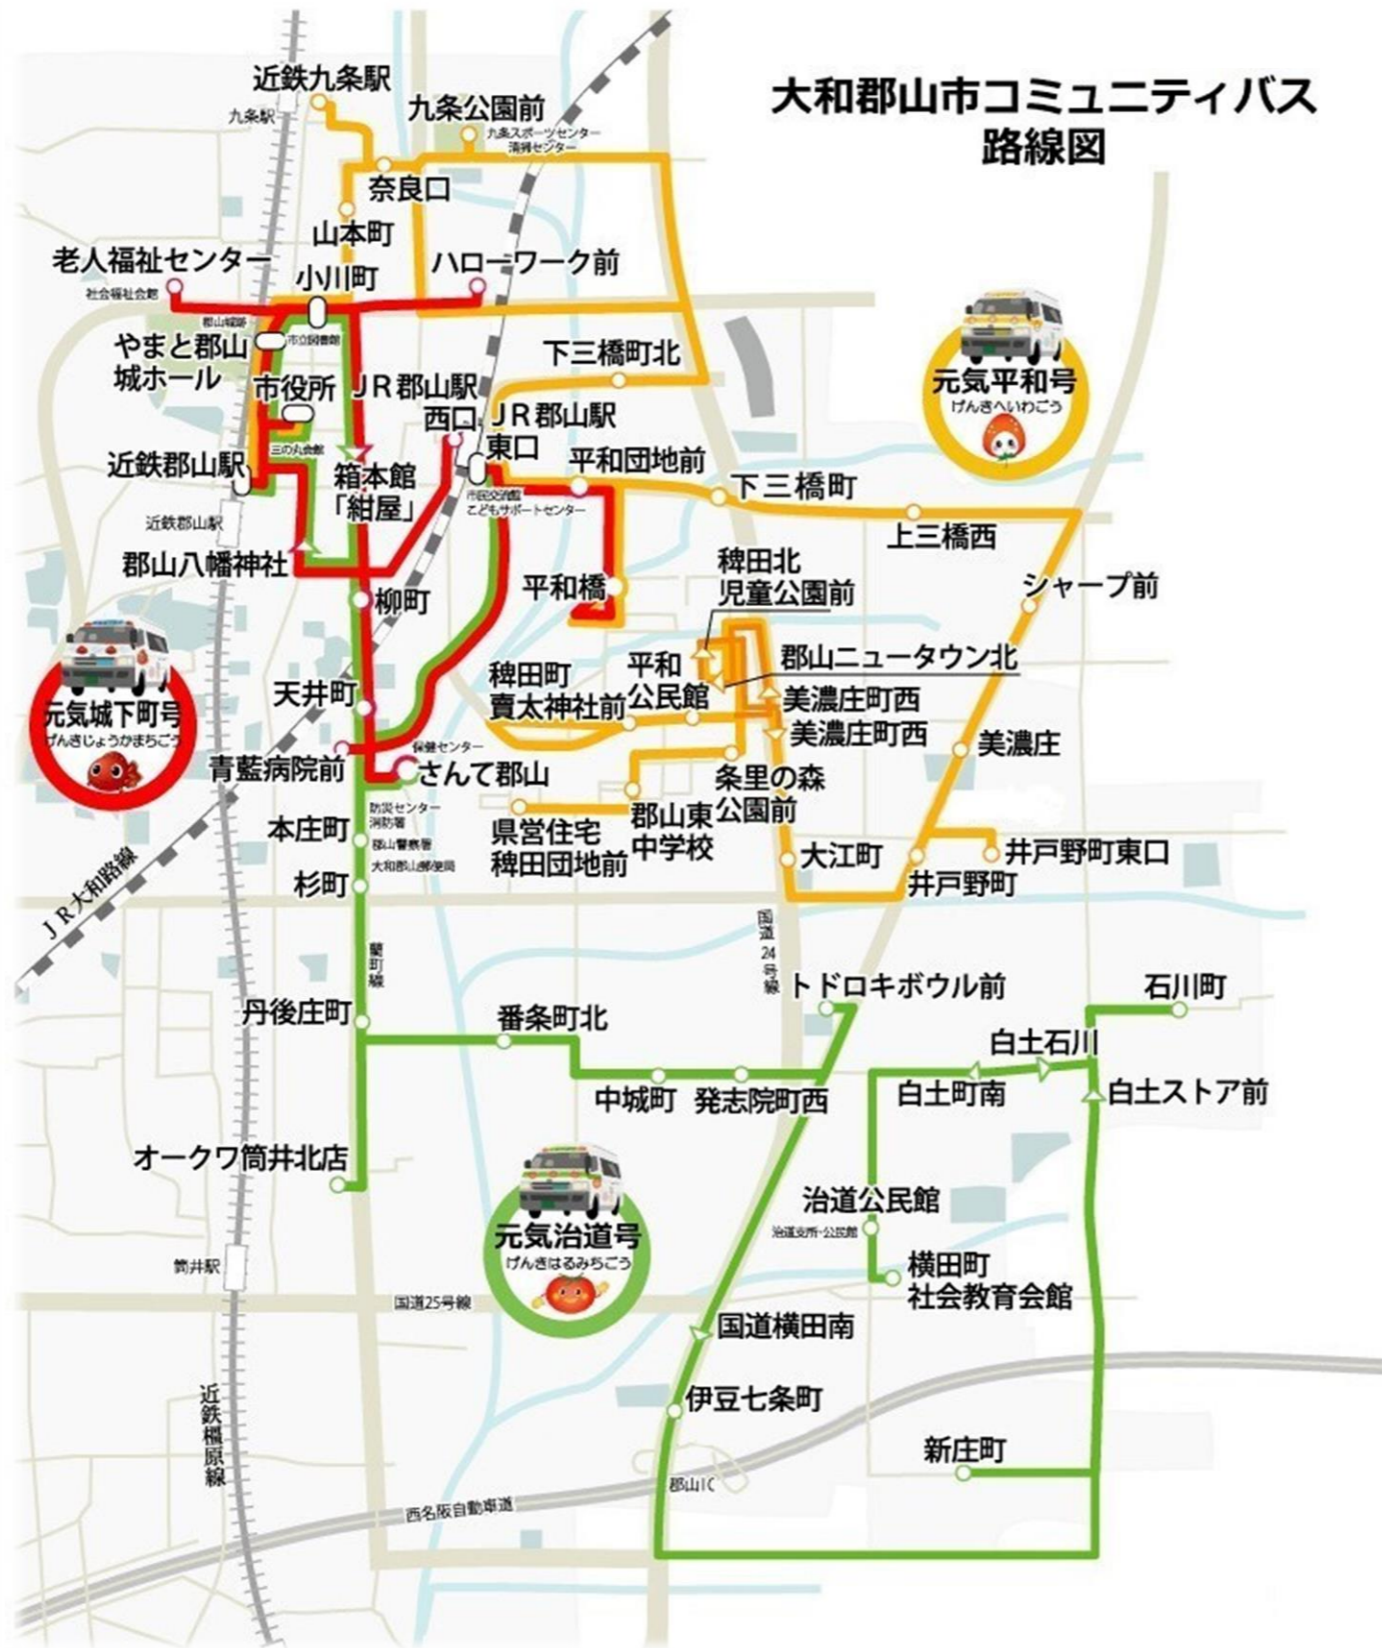 大和郡山市コミュニティバス
路線図
近鉄九条駅
九条駅
九条公園前
九条スポーツセンター
清掃センター
奈良口
山本町
老人福祉センター
社会福祉会館
小川町
ハローワーク前
郡山城跡
市立図書館
やまと郡山
城ホール
市役所
三の丸会館
JR郡山駅
西口
JR郡山駅
東口
下三橋町北
元気平和号
げんきへいわごう
近鉄郡山駅
近鉄郡山駅
箱本館
「紺屋」
市民交流館
こどもサポートセンター
平和団地前
下三橋町
上三橋西
郡山八幡神社
柳町
平和橋
稗田北
児童公園前
シャープ前
郡山ニュータウン北
元気城下町号
げんきじょうかまちごう
天井町
稗田町
賣太神社前
平和
公民館
美濃庄町西
美濃庄町西
美濃庄
青藍病院前
保健センター
さんて郡山
条里の森
公園前
防災センター
消防署
本庄町
郡山警察署
大和郡山郵便局
杉町
県営住宅
稗田団地前
郡山東
中学校
大江町
井戸野町
井戸野町東口
JR大和路線
国道24号線
藺町線
トドロキボウル前
石川町
丹後庄町
番条町北
中城町
発志院町西
白土石川
白土町南
白土ストア前
オークワ筒井北店
元気治道号
げんきはるみちごう
治道公民館
治道支所・公民館
横田町
社会教育会館
筒井駅
国道25号線
国道横田南
伊豆七条町
近鉄橿原線
新庄町
郡山IC
西名阪自動車道